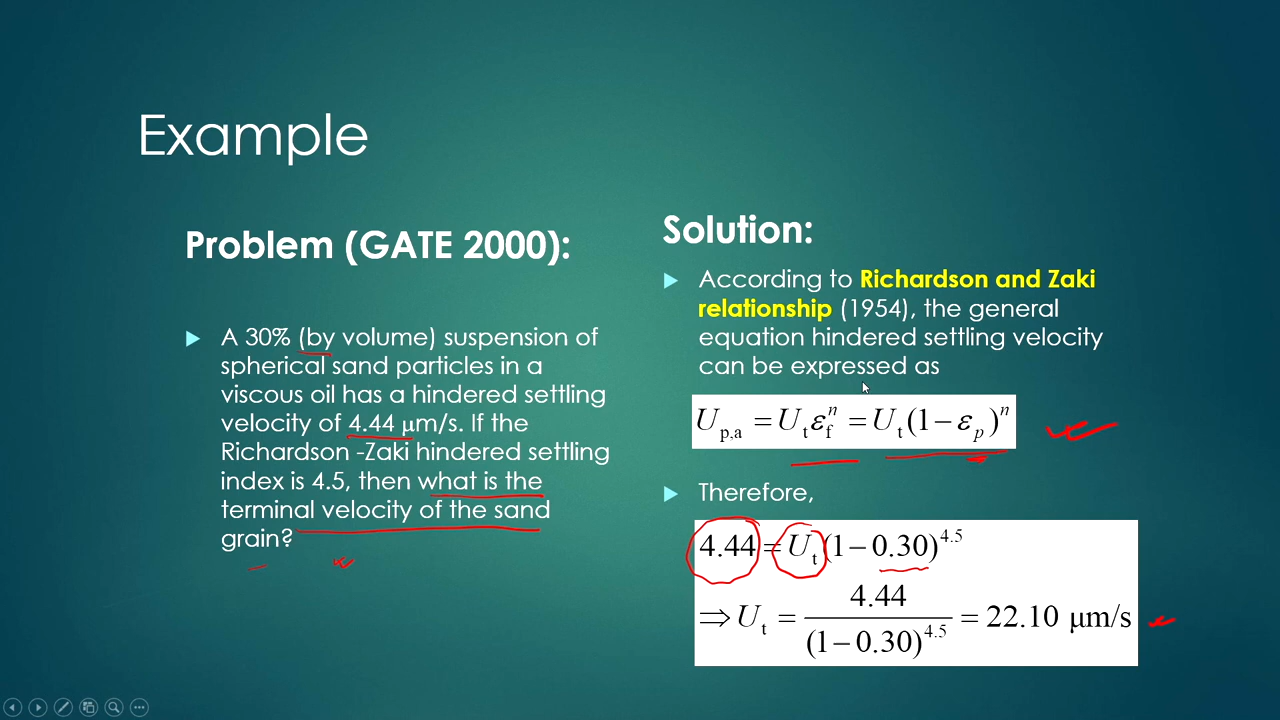 Example
Problem (GATE 2000):
A 30% (by volume) suspension of
spherical sand particles in a
viscous oil has a hindered settling
velocity of 4.44 μm/s. If the
Richardson -Zaki hindered settling
index is 4.5, then what is the
terminal velocity of the sand
grain?
Solution:
According to Richardson and Zaki
relationship (1954), the general
equation hindered settling velocity
can be expressed as
U_{p,a} = U_t ε_f^n = U_t (1 − ε_p)^n
Therefore,
4.44 = U_t (1 − 0.30)^{4.5}
⇒ U_t = 4.44 / (1 − 0.30)^{4.5} = 22.10 μm/s